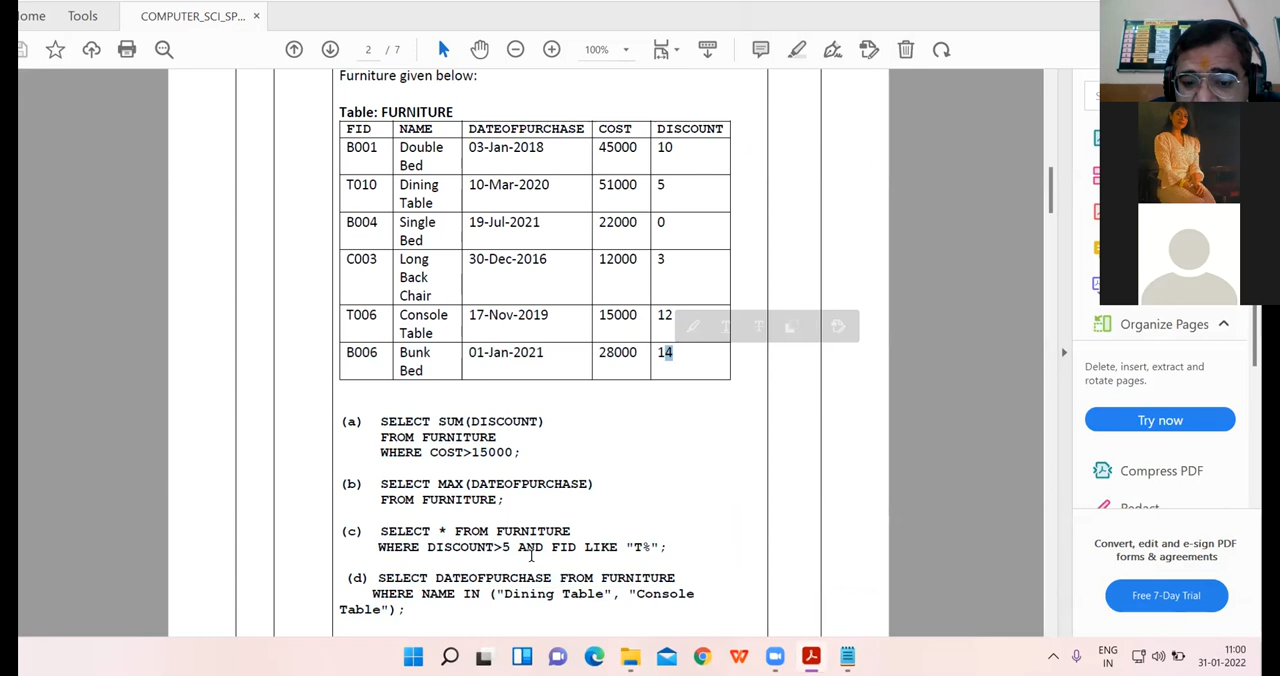 ome Tools COMPUTER_SCI_SP... ×
2 / 7 100%
Furniture given below:
Table: FURNITURE
FID NAME DATEOFPURCHASE COST DISCOUNT
B001 Double Bed 03-Jan-2018 45000 10
T010 Dining Table 10-Mar-2020 51000 5
B004 Single Bed 19-Jul-2021 22000 0
C003 Long Back Chair 30-Dec-2016 12000 3
T006 Console Table 17-Nov-2019 15000 12
B006 Bunk Bed 01-Jan-2021 28000 14
(a) SELECT SUM(DISCOUNT)
FROM FURNITURE
WHERE COST>15000;
(b) SELECT MAX(DATEOFPURCHASE)
FROM FURNITURE;
(c) SELECT * FROM FURNITURE
WHERE DISCOUNT>5 AND FID LIKE "T%";
(d) SELECT DATEOFPURCHASE FROM FURNITURE
WHERE NAME IN ("Dining Table", "Console
Table");
Organize Pages
Delete, insert, extract and
rotate pages.
Try now
Compress PDF
Redact
Convert, edit and e-sign PDF
forms & agreements
Free 7-Day Trial
ENG
IN
11:00
31-01-2022